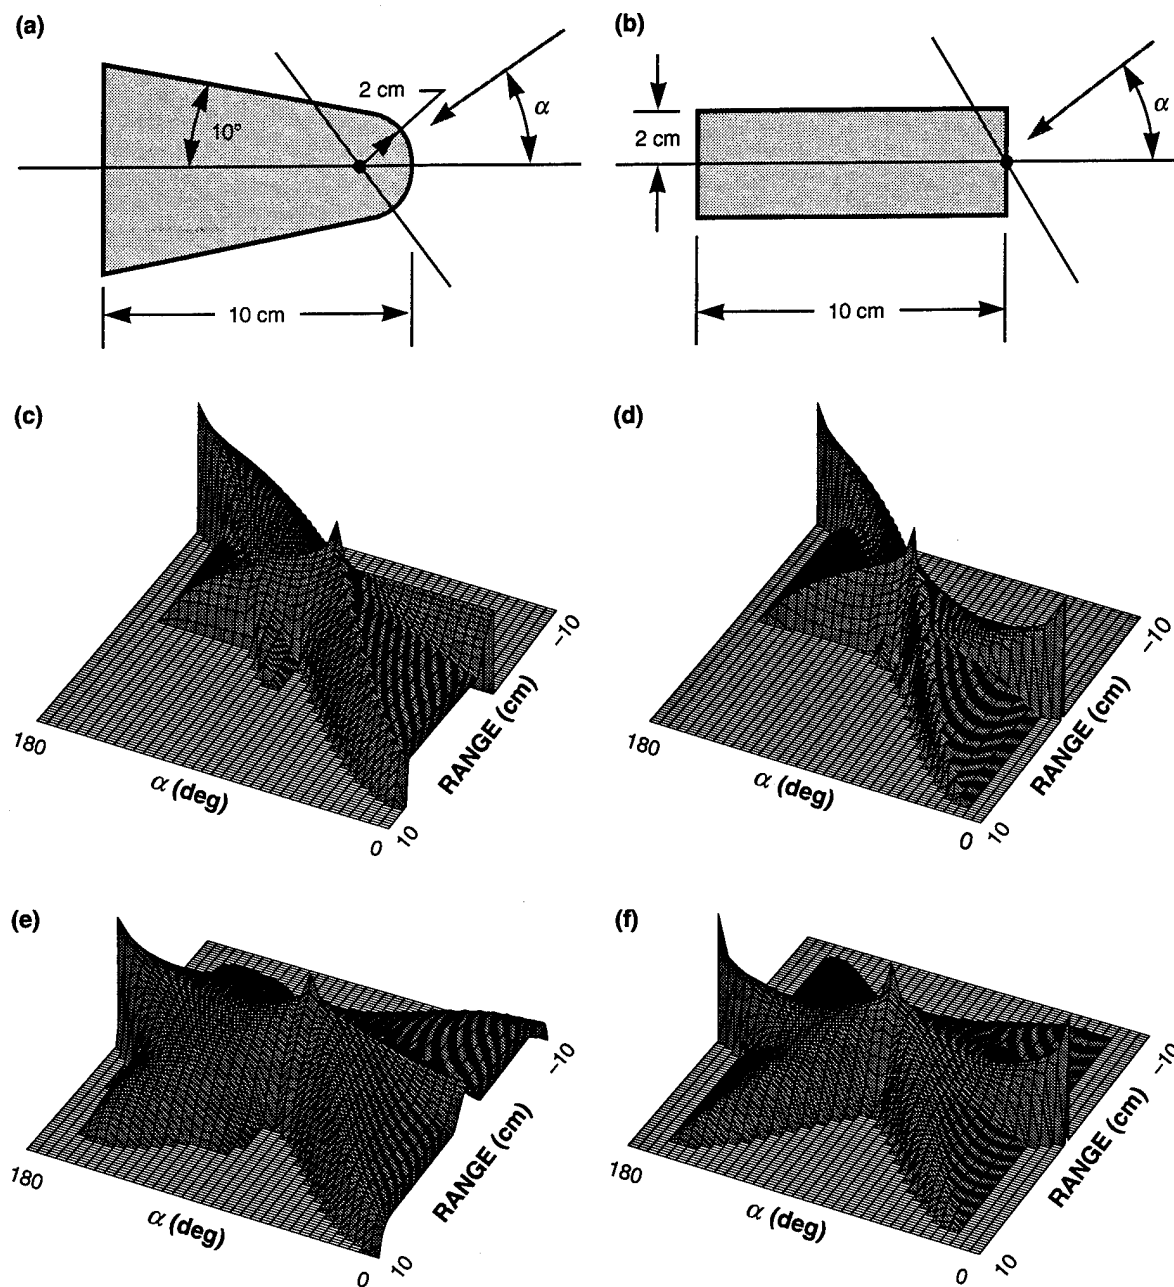 (a)
2 cm
α
10°
10 cm
(b)
2 cm
α
10 cm
(c)
180
α (deg)
0
10
RANGE (cm)
−10
(d)
180
α (deg)
0
10
RANGE (cm)
−10
(e)
180
α (deg)
0
10
RANGE (cm)
−10
(f)
180
α (deg)
0
10
RANGE (cm)
−10